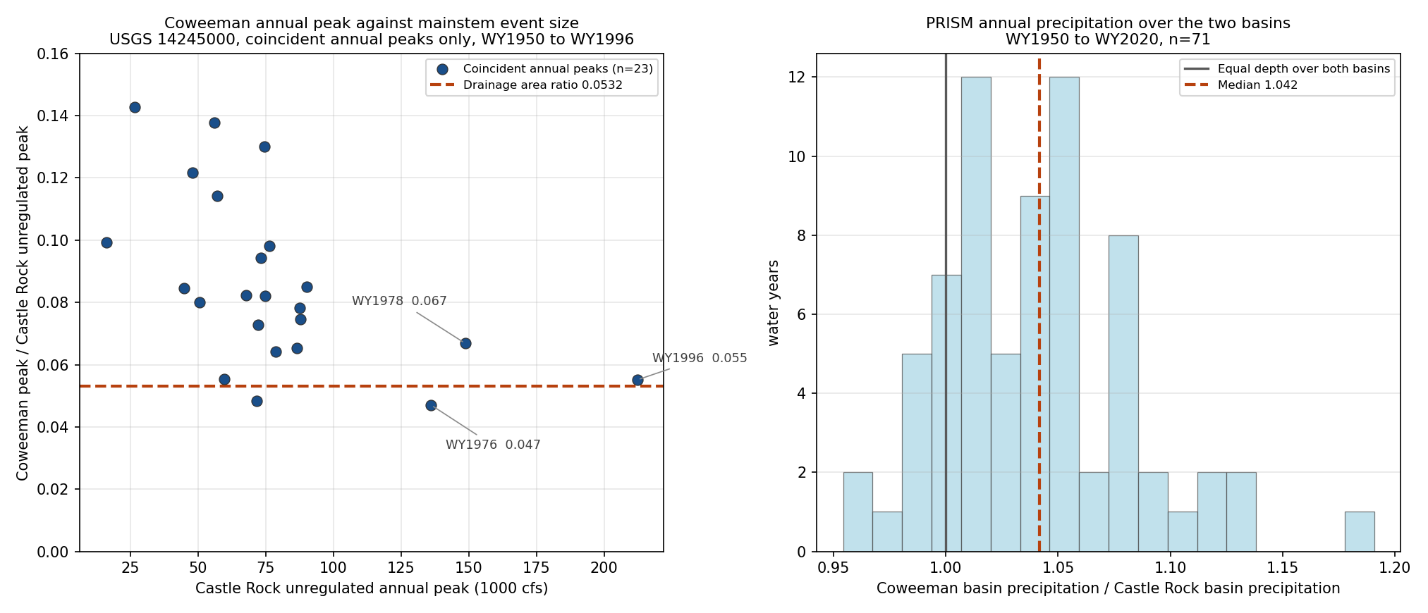 Coweeman annual peak against mainstem event size
USGS 14245000, coincident annual peaks only, WY1950 to WY1996
Coweeman peak / Castle Rock unregulated peak
0.16
0.14
0.12
0.10
0.08
0.06
0.04
0.02
0.00
Coincident annual peaks (n=23)
Drainage area ratio 0.0532
WY1978 0.067
WY1996 0.055
WY1976 0.047
25 50 75 100 125 150 175 200
Castle Rock unregulated annual peak (1000 cfs)
PRISM annual precipitation over the two basins
WY1950 to WY2020, n=71
water years
12
10
8
6
4
2
0
Equal depth over both basins
Median 1.042
0.95 1.00 1.05 1.10 1.15 1.20
Coweeman basin precipitation / Castle Rock basin precipitation